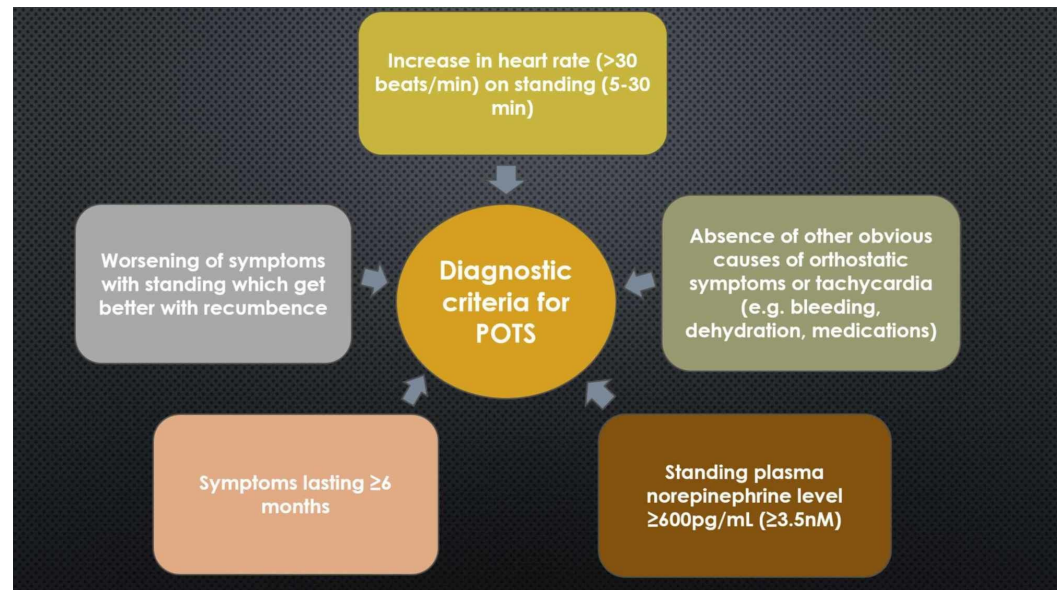 Increase in heart rate (>30
beats/min) on standing (5-30
min)
Worsening of symptoms
with standing which get
better with recumbence
Diagnostic
criteria for
POTS
Absence of other obvious
causes of orthostatic
symptoms or tachycardia
(e.g. bleeding,
dehydration, medications)
Symptoms lasting ≥6
months
Standing plasma
norepinephrine level
≥600pg/mL (≥3.5nM)